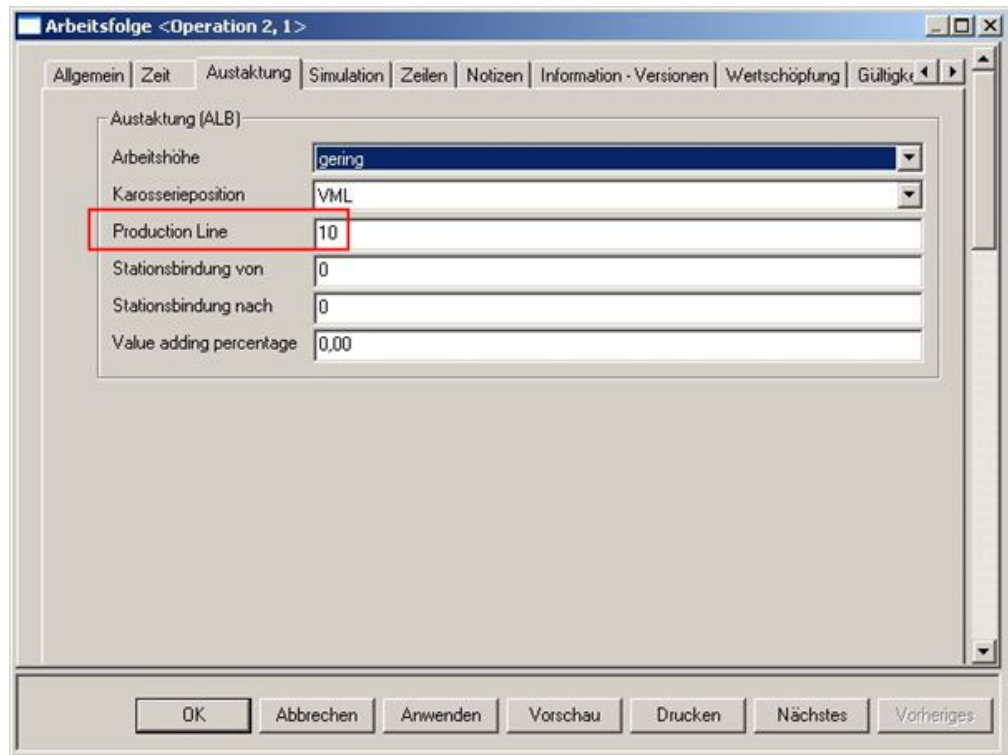 Arbeitsfolge <Operation 2, 1>
Allgemein Zeit Austaktung Simulation Zeilen Notizen Information - Versionen Wertschöpfung
Austaktung (ALB)
Arbeitshöhe gering
Karosserieposition VML
Production Line 10
Stationsbindung von 0
Stationsbindung nach 0
Value adding percentage 0,00
OK Abbrechen Anwenden Vorschau Drucken Nächstes Vorheriges